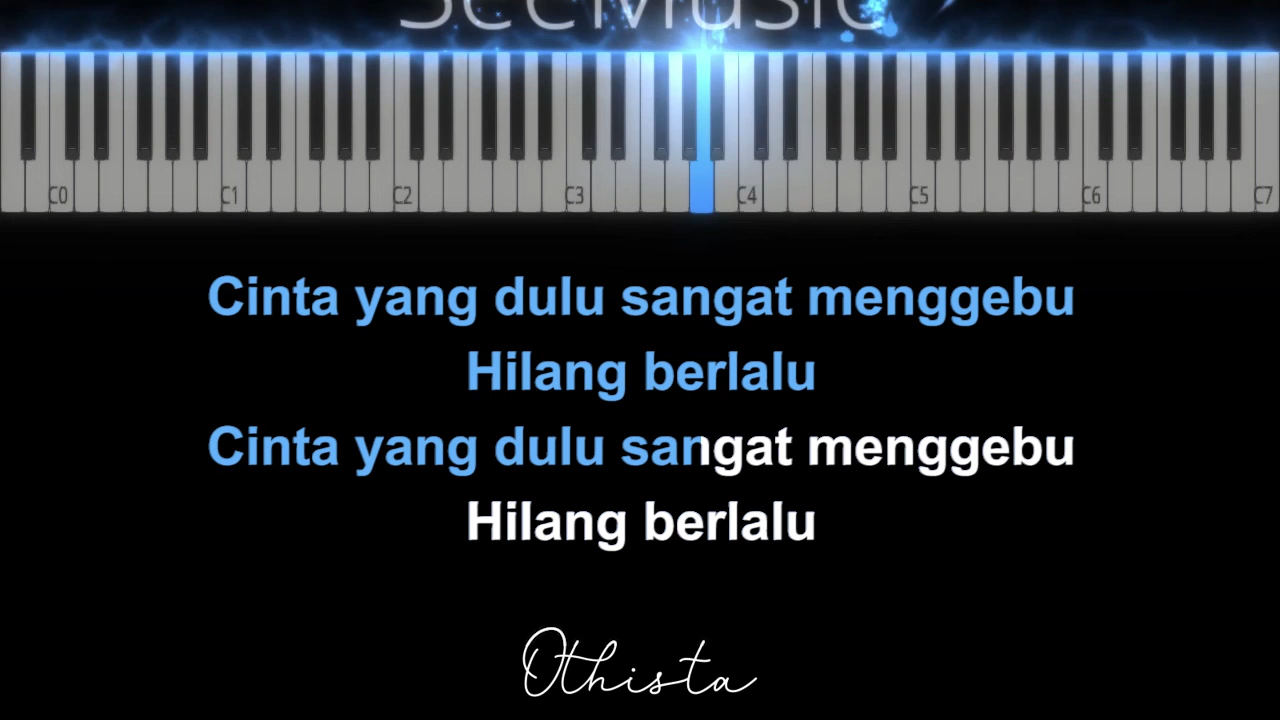 SeeMusic
C0 C1 C2 C3 C4 C5 C6 C7
Cinta yang dulu sangat menggebu
Hilang berlalu
Cinta yang dulu sangat menggebu
Hilang berlalu
Othista